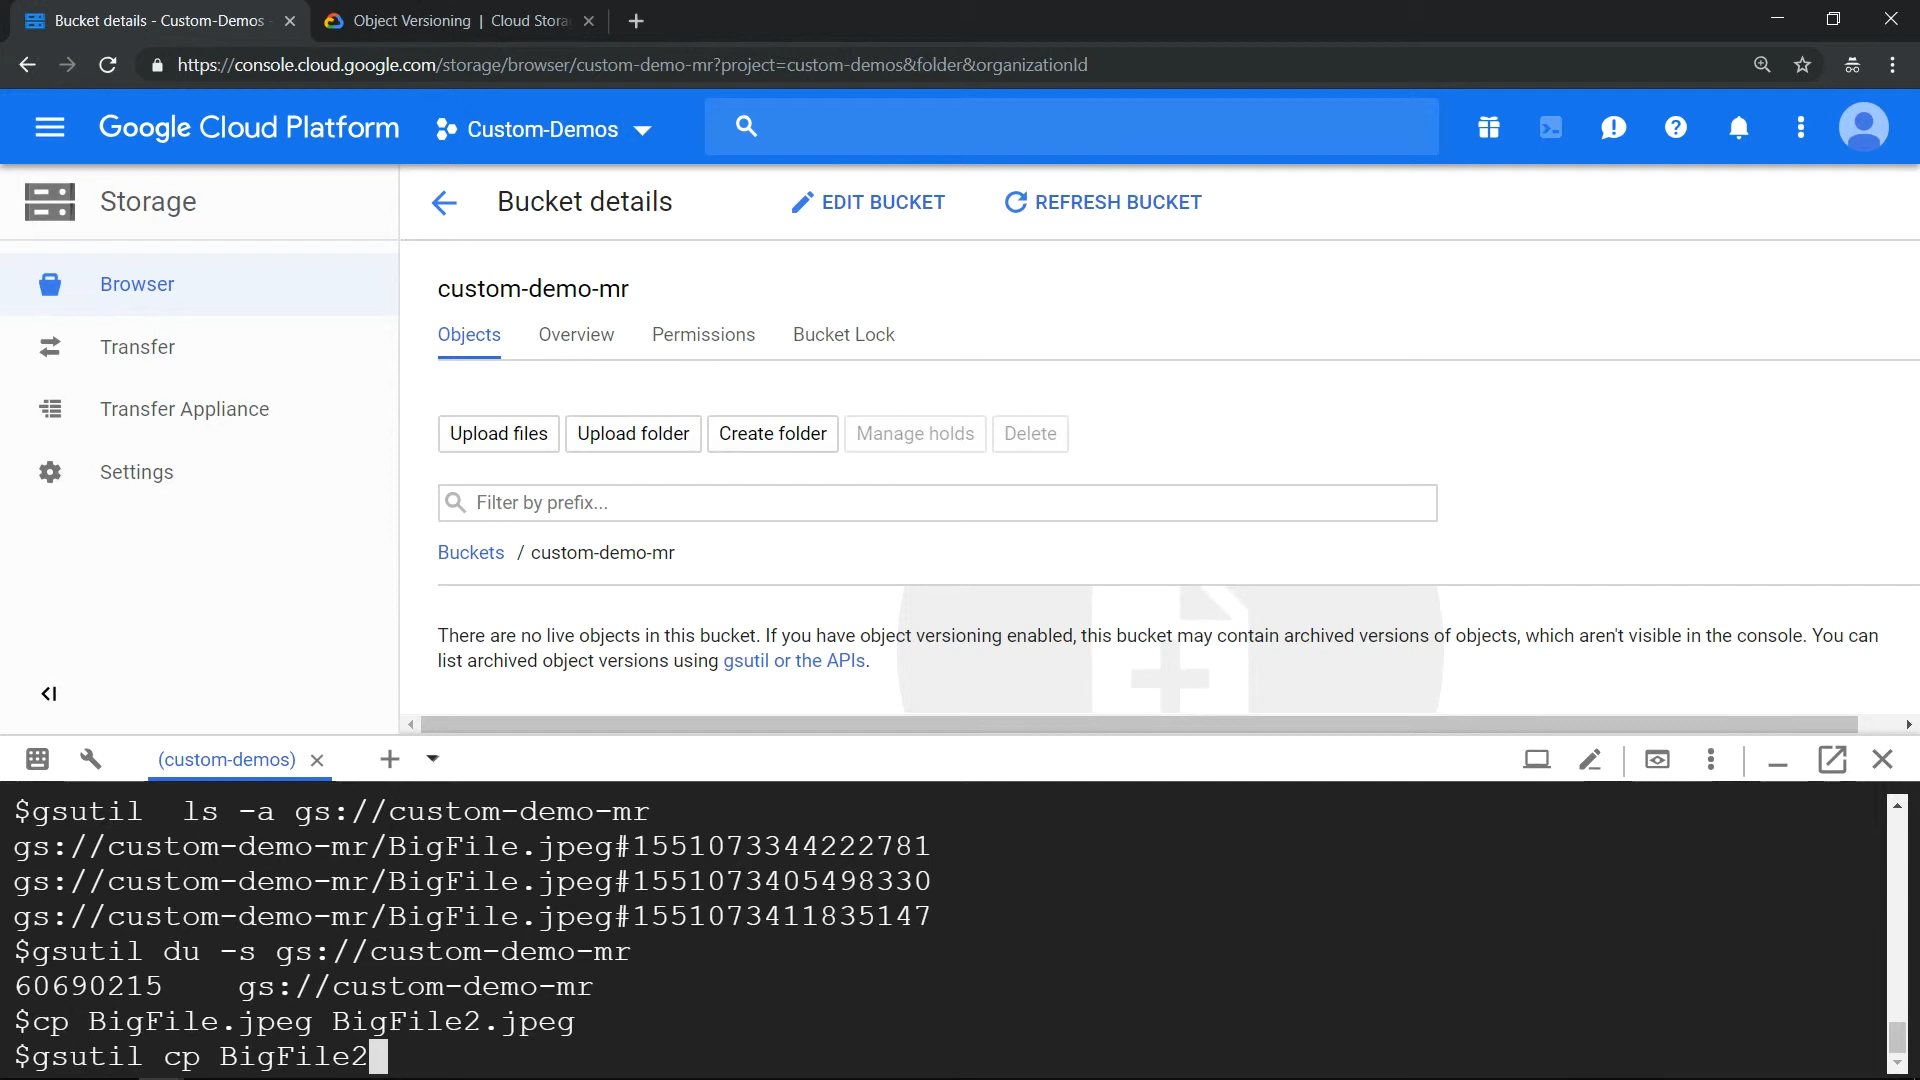 Bucket details - Custom-Demos
Object Versioning | Cloud Stora
https://console.cloud.google.com/storage/browser/custom-demo-mr?project=custom-demos&folder&organizationId
Google Cloud Platform
Custom-Demos
Storage
Bucket details
EDIT BUCKET
REFRESH BUCKET
Browser
Transfer
Transfer Appliance
Settings
custom-demo-mr
Objects
Overview
Permissions
Bucket Lock
Upload files
Upload folder
Create folder
Manage holds
Delete
Filter by prefix...
Buckets / custom-demo-mr
There are no live objects in this bucket. If you have object versioning enabled, this bucket may contain archived versions of objects, which aren't visible in the console. You can
list archived object versions using gsutil or the APIs.
(custom-demos)
$gsutil  ls -a gs://custom-demo-mr
gs://custom-demo-mr/BigFile.jpeg#1551073344222781
gs://custom-demo-mr/BigFile.jpeg#1551073405498330
gs://custom-demo-mr/BigFile.jpeg#1551073411835147
$gsutil du -s gs://custom-demo-mr
60690215    gs://custom-demo-mr
$cp BigFile.jpeg BigFile2.jpeg
$gsutil cp BigFile2